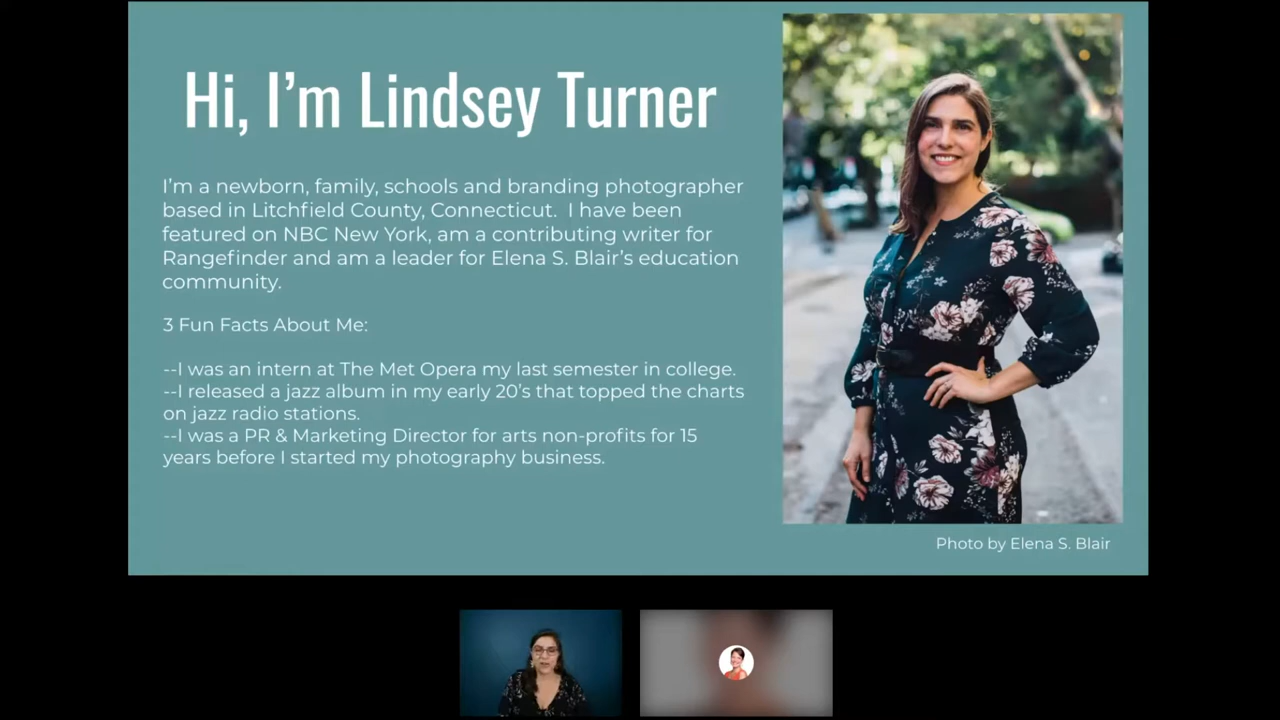 Hi, I'm Lindsey Turner
I'm a newborn, family, schools and branding photographer
based in Litchfield County, Connecticut.  I have been
featured on NBC New York, am a contributing writer for
Rangefinder and am a leader for Elena S. Blair's education
community.
3 Fun Facts About Me:
--I was an intern at The Met Opera my last semester in college.
--I released a jazz album in my early 20's that topped the charts
on jazz radio stations.
--I was a PR & Marketing Director for arts non-profits for 15
years before I started my photography business.
Photo by Elena S. Blair